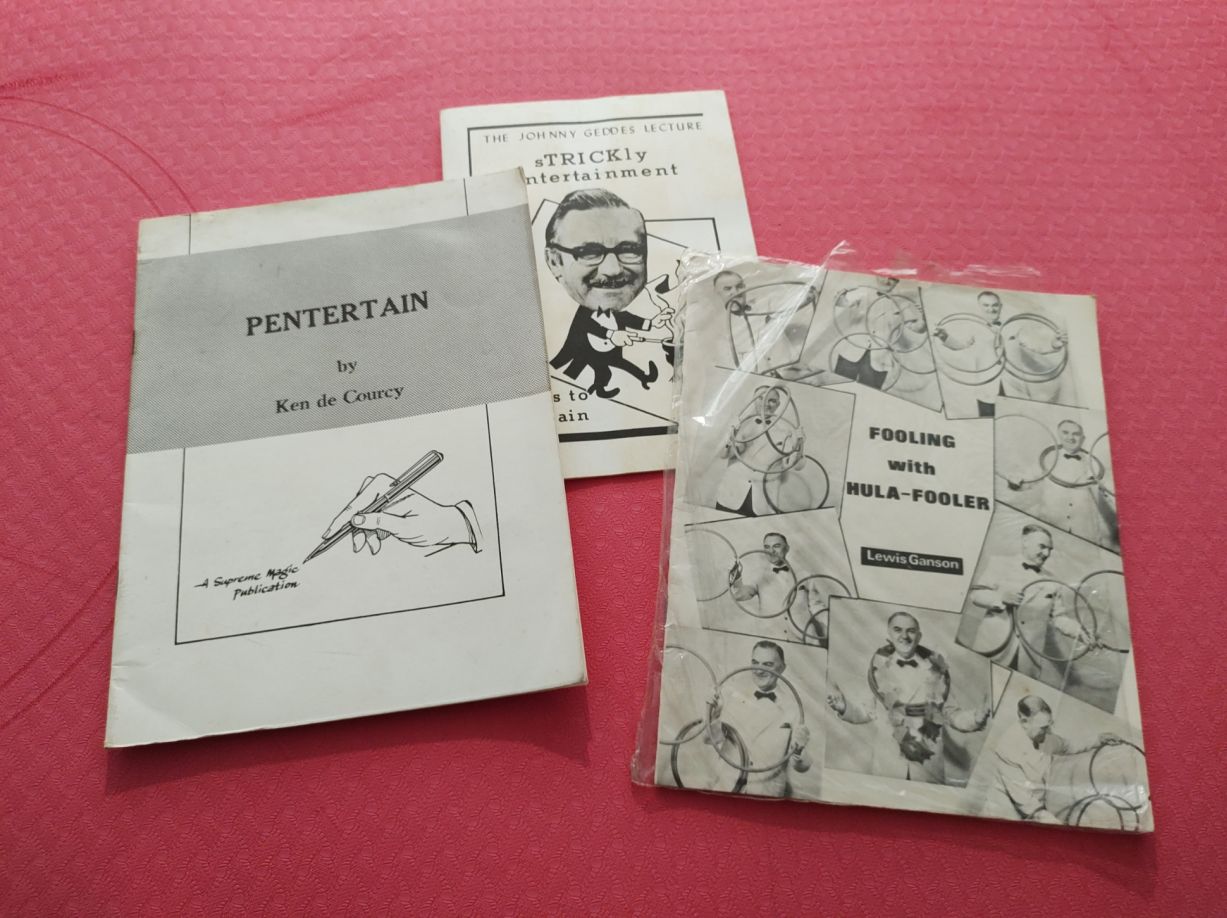 PENTERTAIN
by
Ken de Courcy
A Supreme Magic
Publication
THE JOHNNY GEDDES LECTURE
sTRICKly
ntertainment
s to
ain
FOOLING
with
HULA-FOOLER
Lewis Ganson